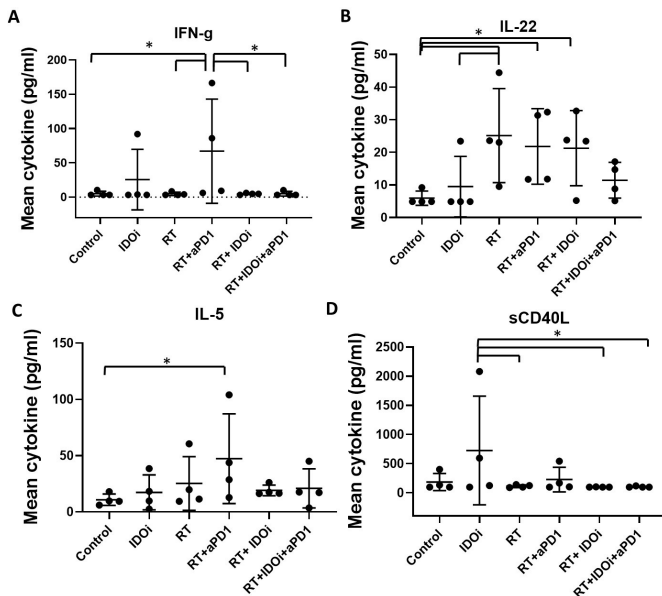 A
IFN-g
Mean cytokine (pg/ml)
200
150
100
50
0
*
*
Control
IDOi
RT
RT+aPD1
RT+ IDOi
RT+IDOi+aPD1
B
IL-22
Mean cytokine (pg/ml)
50
40
30
20
10
0
*
Control
IDOi
RT
RT+aPD1
RT+ IDOi
RT+IDOi+aPD1
C
IL-5
Mean cytokine (pg/ml)
150
100
50
0
*
Control
IDOi
RT
RT+aPD1
RT+ IDOi
RT+IDOi+aPD1
D
sCD40L
Mean cytokine (pg/ml)
2500
2000
1500
1000
500
0
*
Control
IDOi
RT
RT+aPD1
RT+ IDOi
RT+IDOi+aPD1